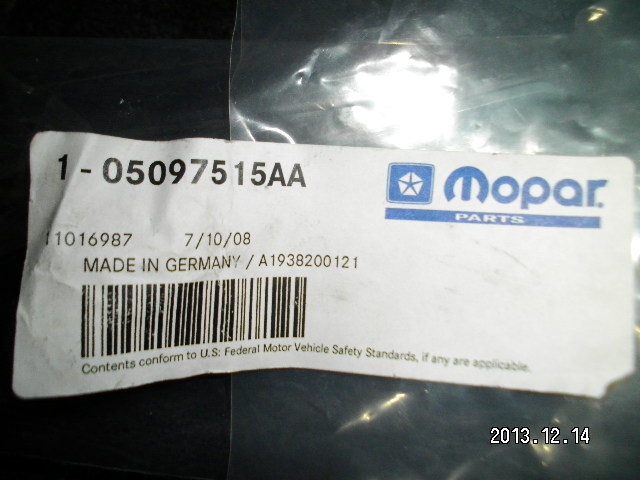 1 - 05097515AA
Mopar.
PARTS
11016987 7/10/08
MADE IN GERMANY / A1938200121
Contents conform to U.S. Federal Motor Vehicle Safety Standards, if any are applicable.
2013.12.14